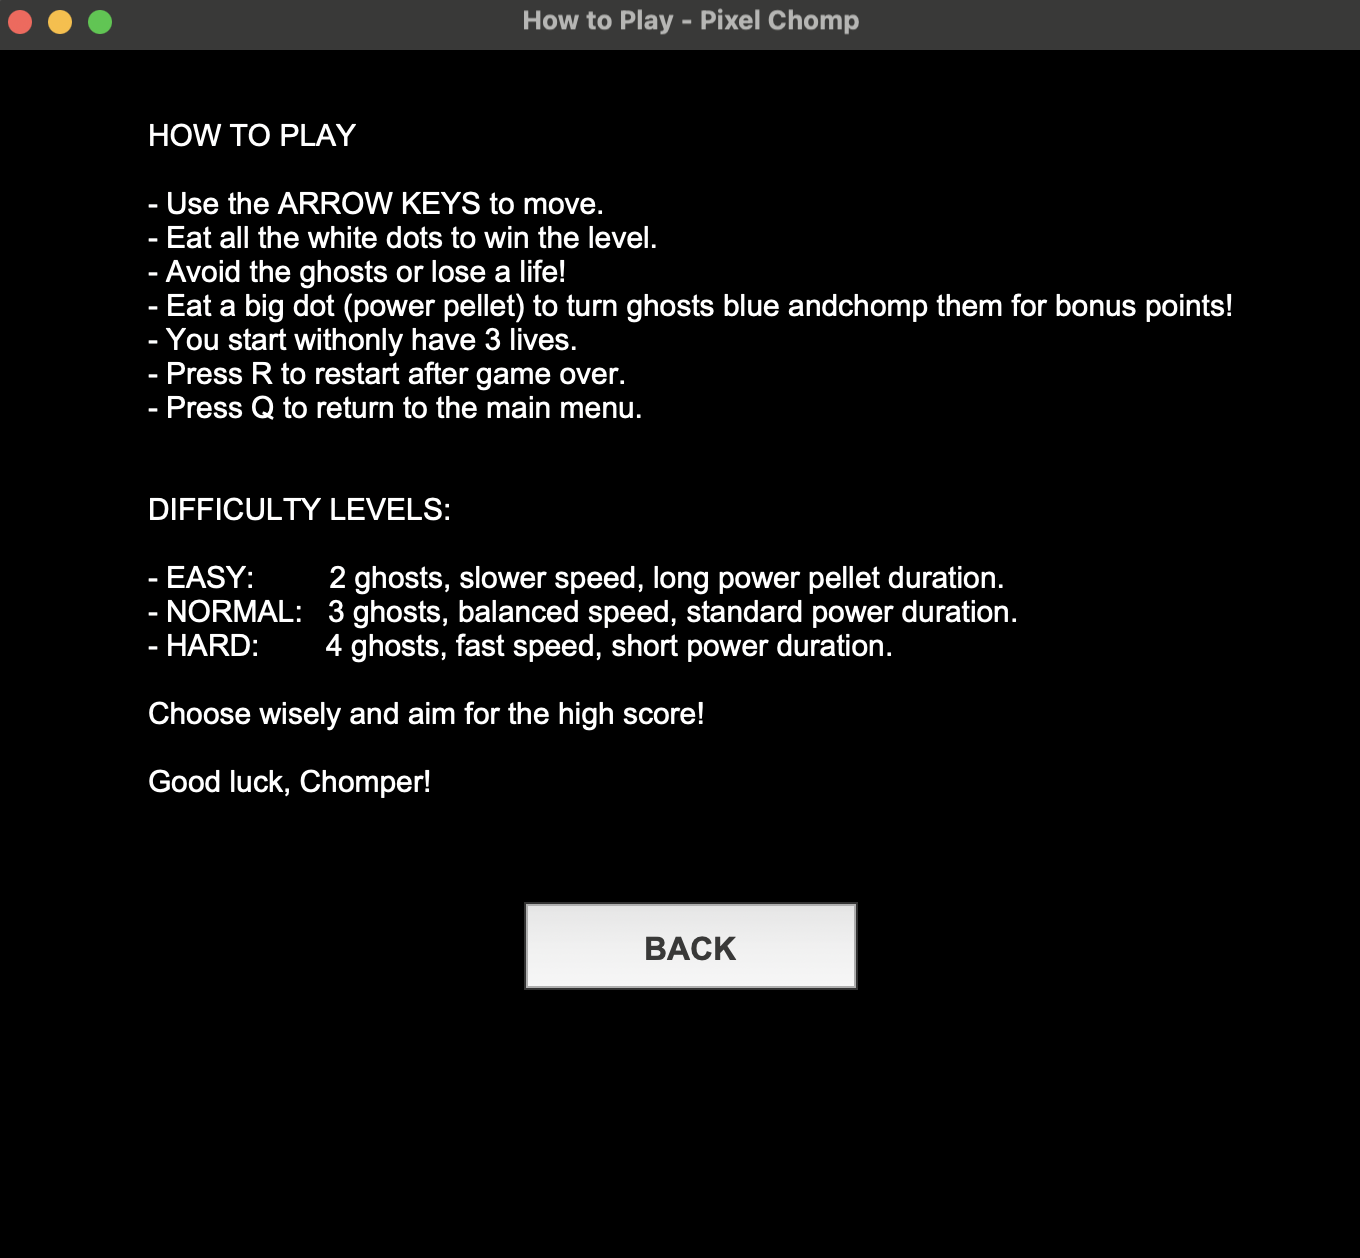 How to Play - Pixel Chomp
HOW TO PLAY
- Use the ARROW KEYS to move.
- Eat all the white dots to win the level.
- Avoid the ghosts or lose a life!
- Eat a big dot (power pellet) to turn ghosts blue andchomp them for bonus points!
- You start withonly have 3 lives.
- Press R to restart after game over.
- Press Q to return to the main menu.
DIFFICULTY LEVELS:
- EASY: 2 ghosts, slower speed, long power pellet duration.
- NORMAL: 3 ghosts, balanced speed, standard power duration.
- HARD: 4 ghosts, fast speed, short power duration.
Choose wisely and aim for the high score!
Good luck, Chomper!
BACK